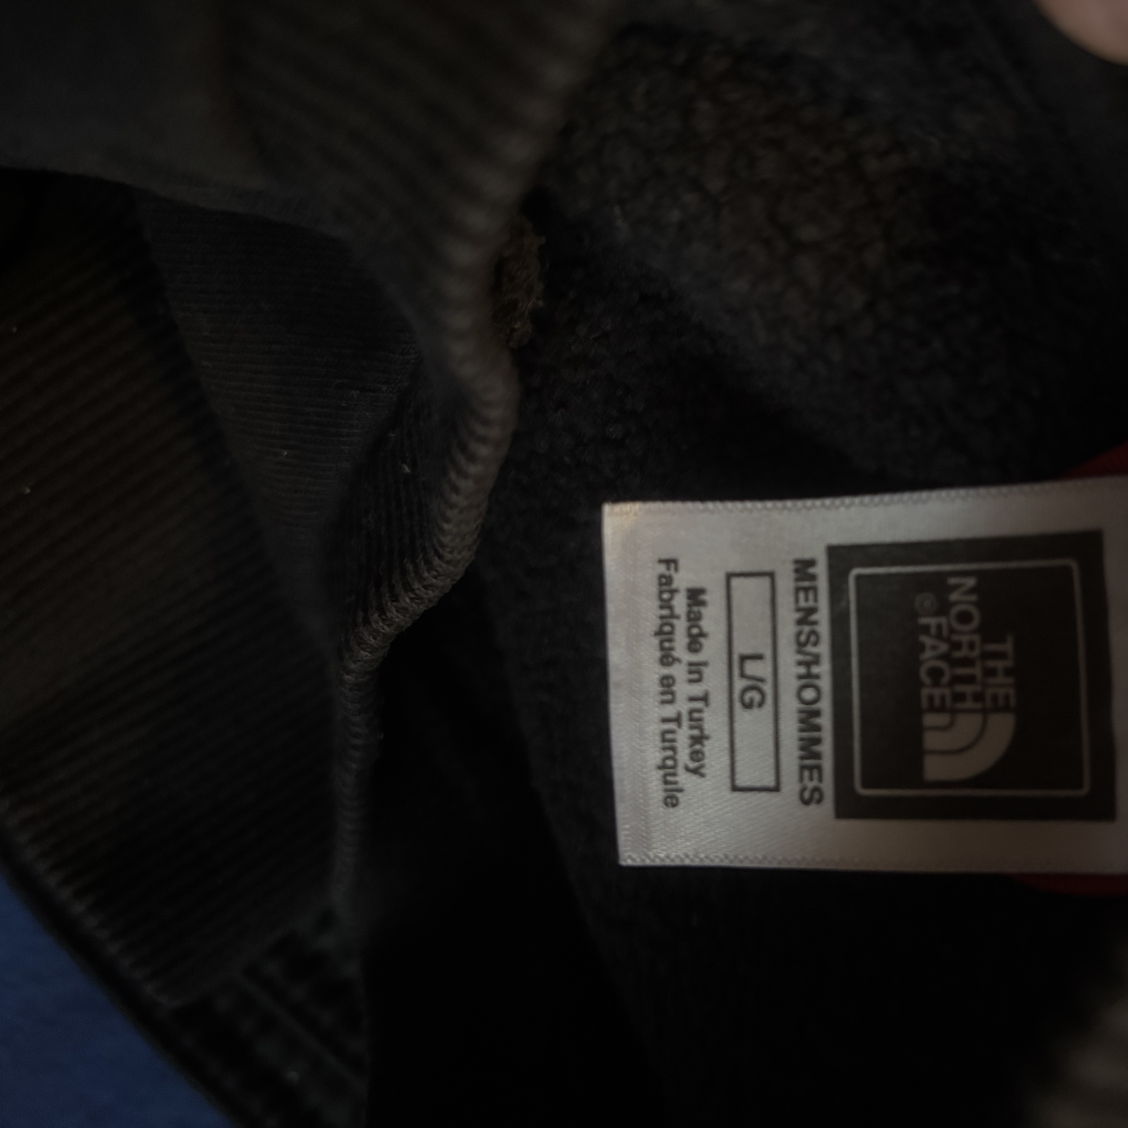 THE
NORTH
©FACE
MENS/HOMMES
L/G
Made in Turkey
Fabriqué en Turquie